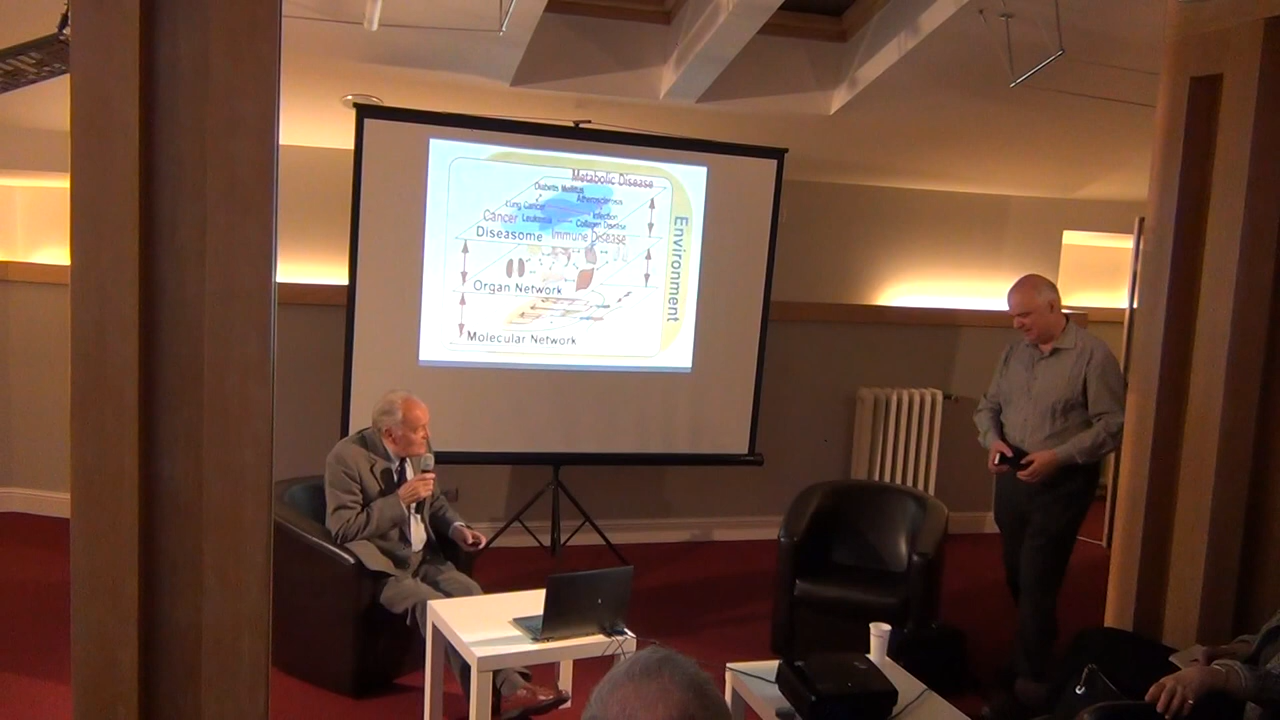 Metabolic Disease
Diabetis Mellitus
Atherosclerosis
Lung Cancer
Infection
Cancer Leukemia
Collagen Disease
Diseasome Immune Disease
Organ Network
Molecular Network
Environment